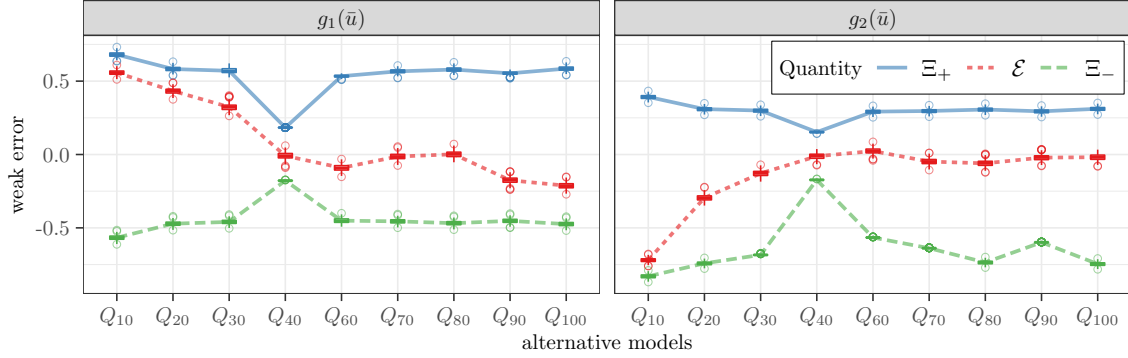 g₁(ū) g₂(ū)
Quantity Ξ₊ ℰ Ξ₋
weak error
0.5
0.0
-0.5
Q₁₀ Q₂₀ Q₃₀ Q₄₀ Q₆₀ Q₇₀ Q₈₀ Q₉₀ Q₁₀₀ Q₁₀ Q₂₀ Q₃₀ Q₄₀ Q₆₀ Q₇₀ Q₈₀ Q₉₀ Q₁₀₀
alternative models